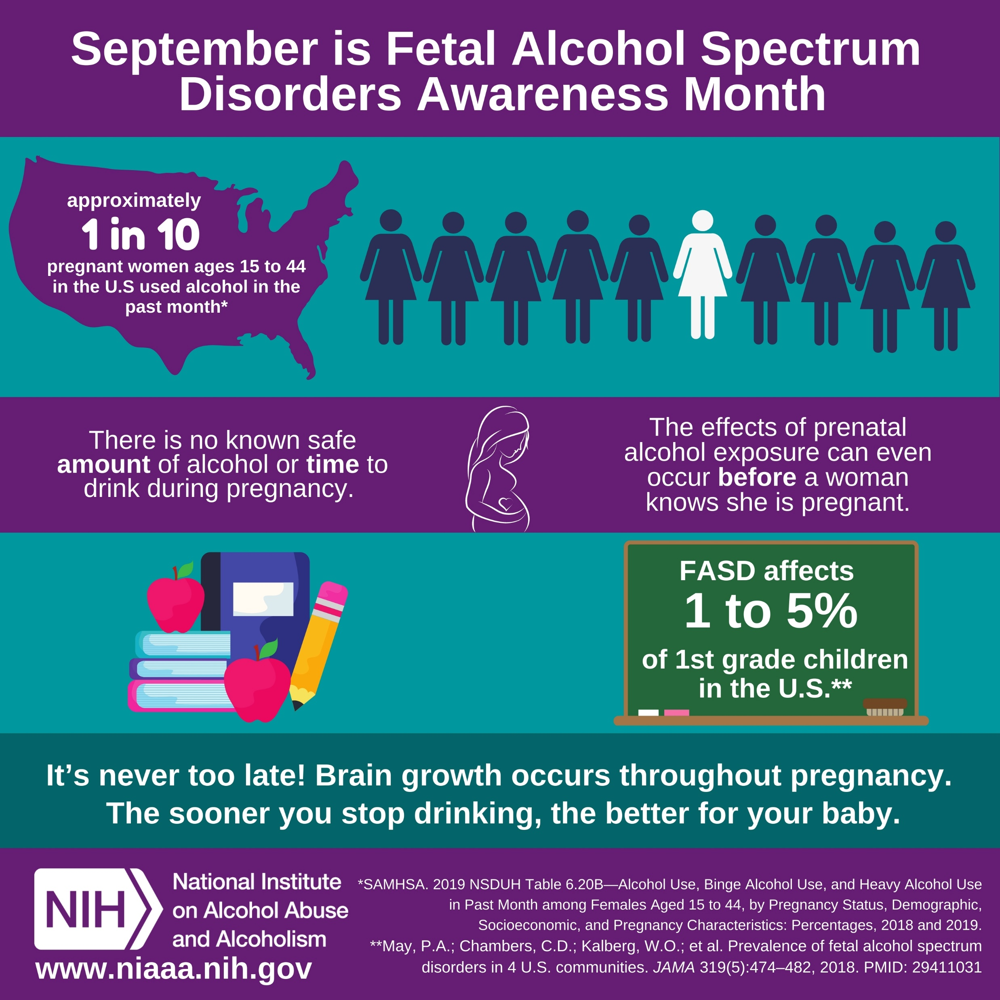 September is Fetal Alcohol Spectrum
Disorders Awareness Month
approximately
1 in 10
pregnant women ages 15 to 44
in the U.S used alcohol in the
past month*
There is no known safe
amount of alcohol or time to
drink during pregnancy.
The effects of prenatal
alcohol exposure can even
occur before a woman
knows she is pregnant.
FASD affects
1 to 5%
of 1st grade children
in the U.S.**
It’s never too late! Brain growth occurs throughout pregnancy.
The sooner you stop drinking, the better for your baby.
NIH
National Institute
on Alcohol Abuse
and Alcoholism
www.niaaa.nih.gov
*SAMHSA. 2019 NSDUH Table 6.20B—Alcohol Use, Binge Alcohol Use, and Heavy Alcohol Use
in Past Month among Females Aged 15 to 44, by Pregnancy Status, Demographic,
Socioeconomic, and Pregnancy Characteristics: Percentages, 2018 and 2019.
**May, P.A.; Chambers, C.D.; Kalberg, W.O.; et al. Prevalence of fetal alcohol spectrum
disorders in 4 U.S. communities. JAMA 319(5):474–482, 2018. PMID: 29411031